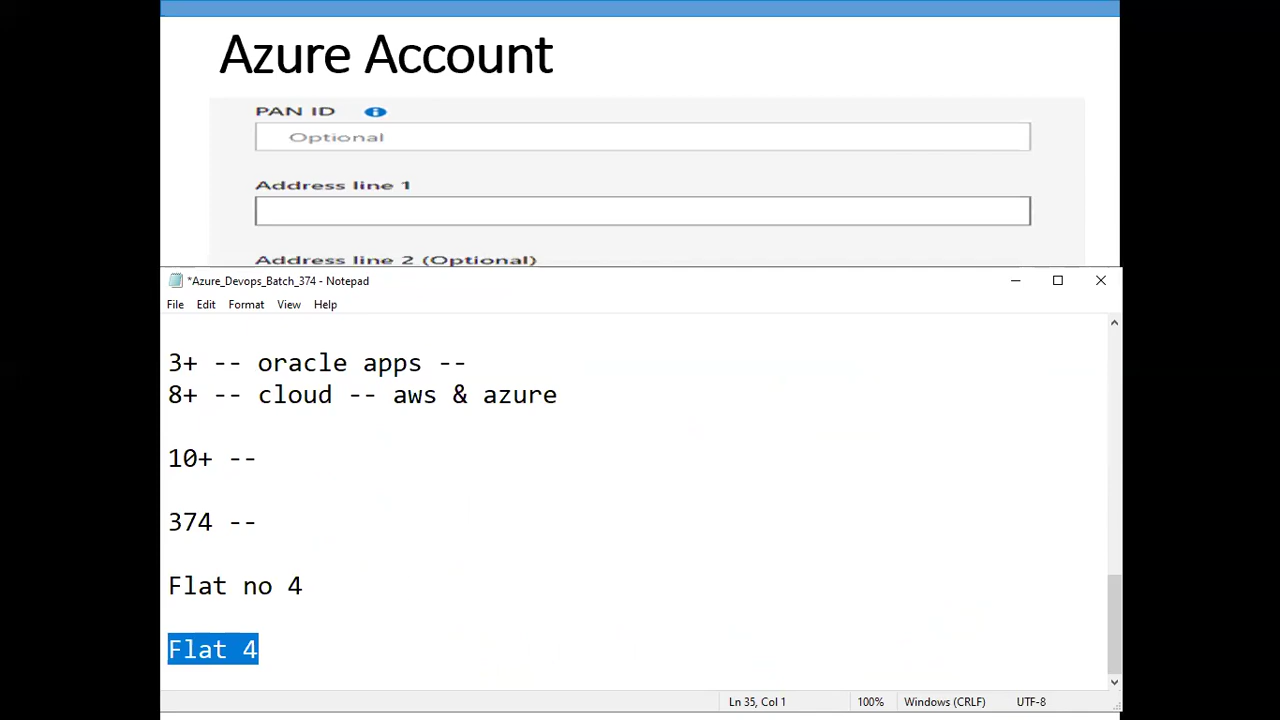 Azure Account
PAN ID
Optional
Address line 1
Address line 2 (Optional)
*Azure_Devops_Batch_374 - Notepad
File Edit Format View Help
3+ -- oracle apps --
8+ -- cloud -- aws & azure
10+ --
374 --
Flat no 4
Flat 4
Ln 35, Col 1 100% Windows (CRLF) UTF-8